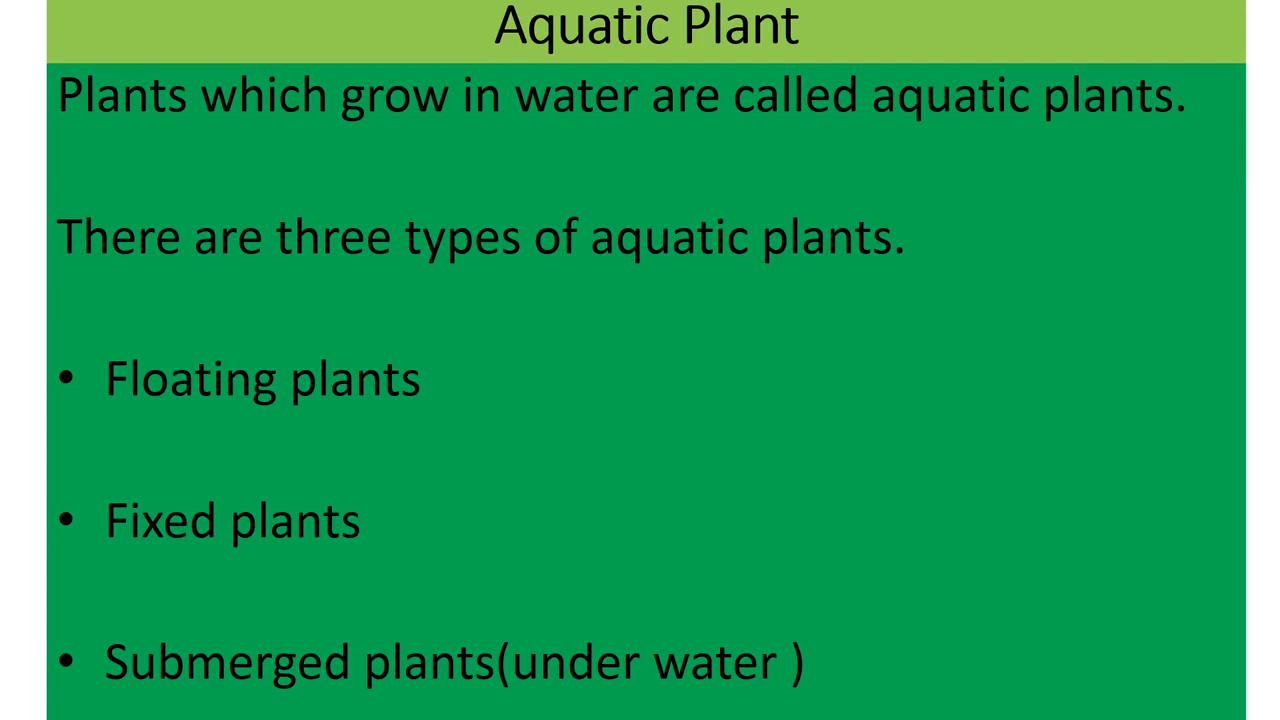 Aquatic Plant
Plants which grow in water are called aquatic plants.
There are three types of aquatic plants.
• Floating plants
• Fixed plants
• Submerged plants(under water )